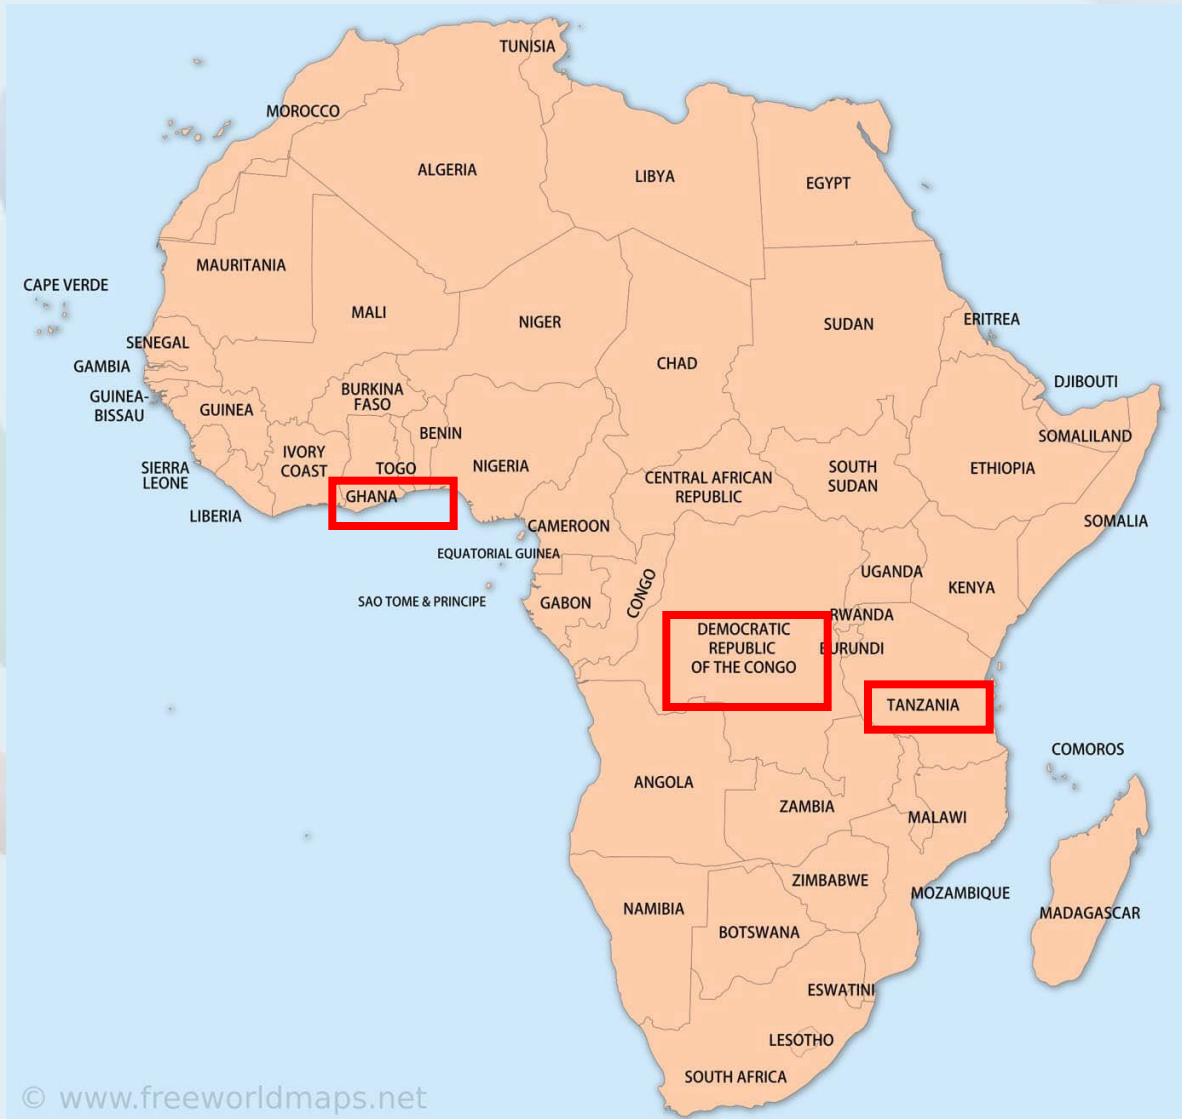 TUNISIA
MOROCCO
ALGERIA
LIBYA
EGYPT
MAURITANIA
CAPE VERDE
MALI
NIGER
SUDAN
ERITREA
SENEGAL
CHAD
GAMBIA
DJIBOUTI
GUINEA-
BISSAU
GUINEA
BURKINA
FASO
BENIN
SOMALILAND
IVORY
COAST
TOGO
NIGERIA
SIERRA
LEONE
CENTRAL AFRICAN
REPUBLIC
SOUTH
SUDAN
ETHIOPIA
GHANA
LIBERIA
CAMEROON
SOMALIA
EQUATORIAL GUINEA
UGANDA
KENYA
CONGO
SAO TOME & PRINCIPE
GABON
RWANDA
DEMOCRATIC
REPUBLIC
OF THE CONGO
BURUNDI
TANZANIA
COMOROS
ANGOLA
ZAMBIA
MALAWI
ZIMBABWE
MOZAMBIQUE
NAMIBIA
MADAGASCAR
BOTSWANA
ESWATINI
LESOTHO
SOUTH AFRICA
© www.freeworldmaps.net